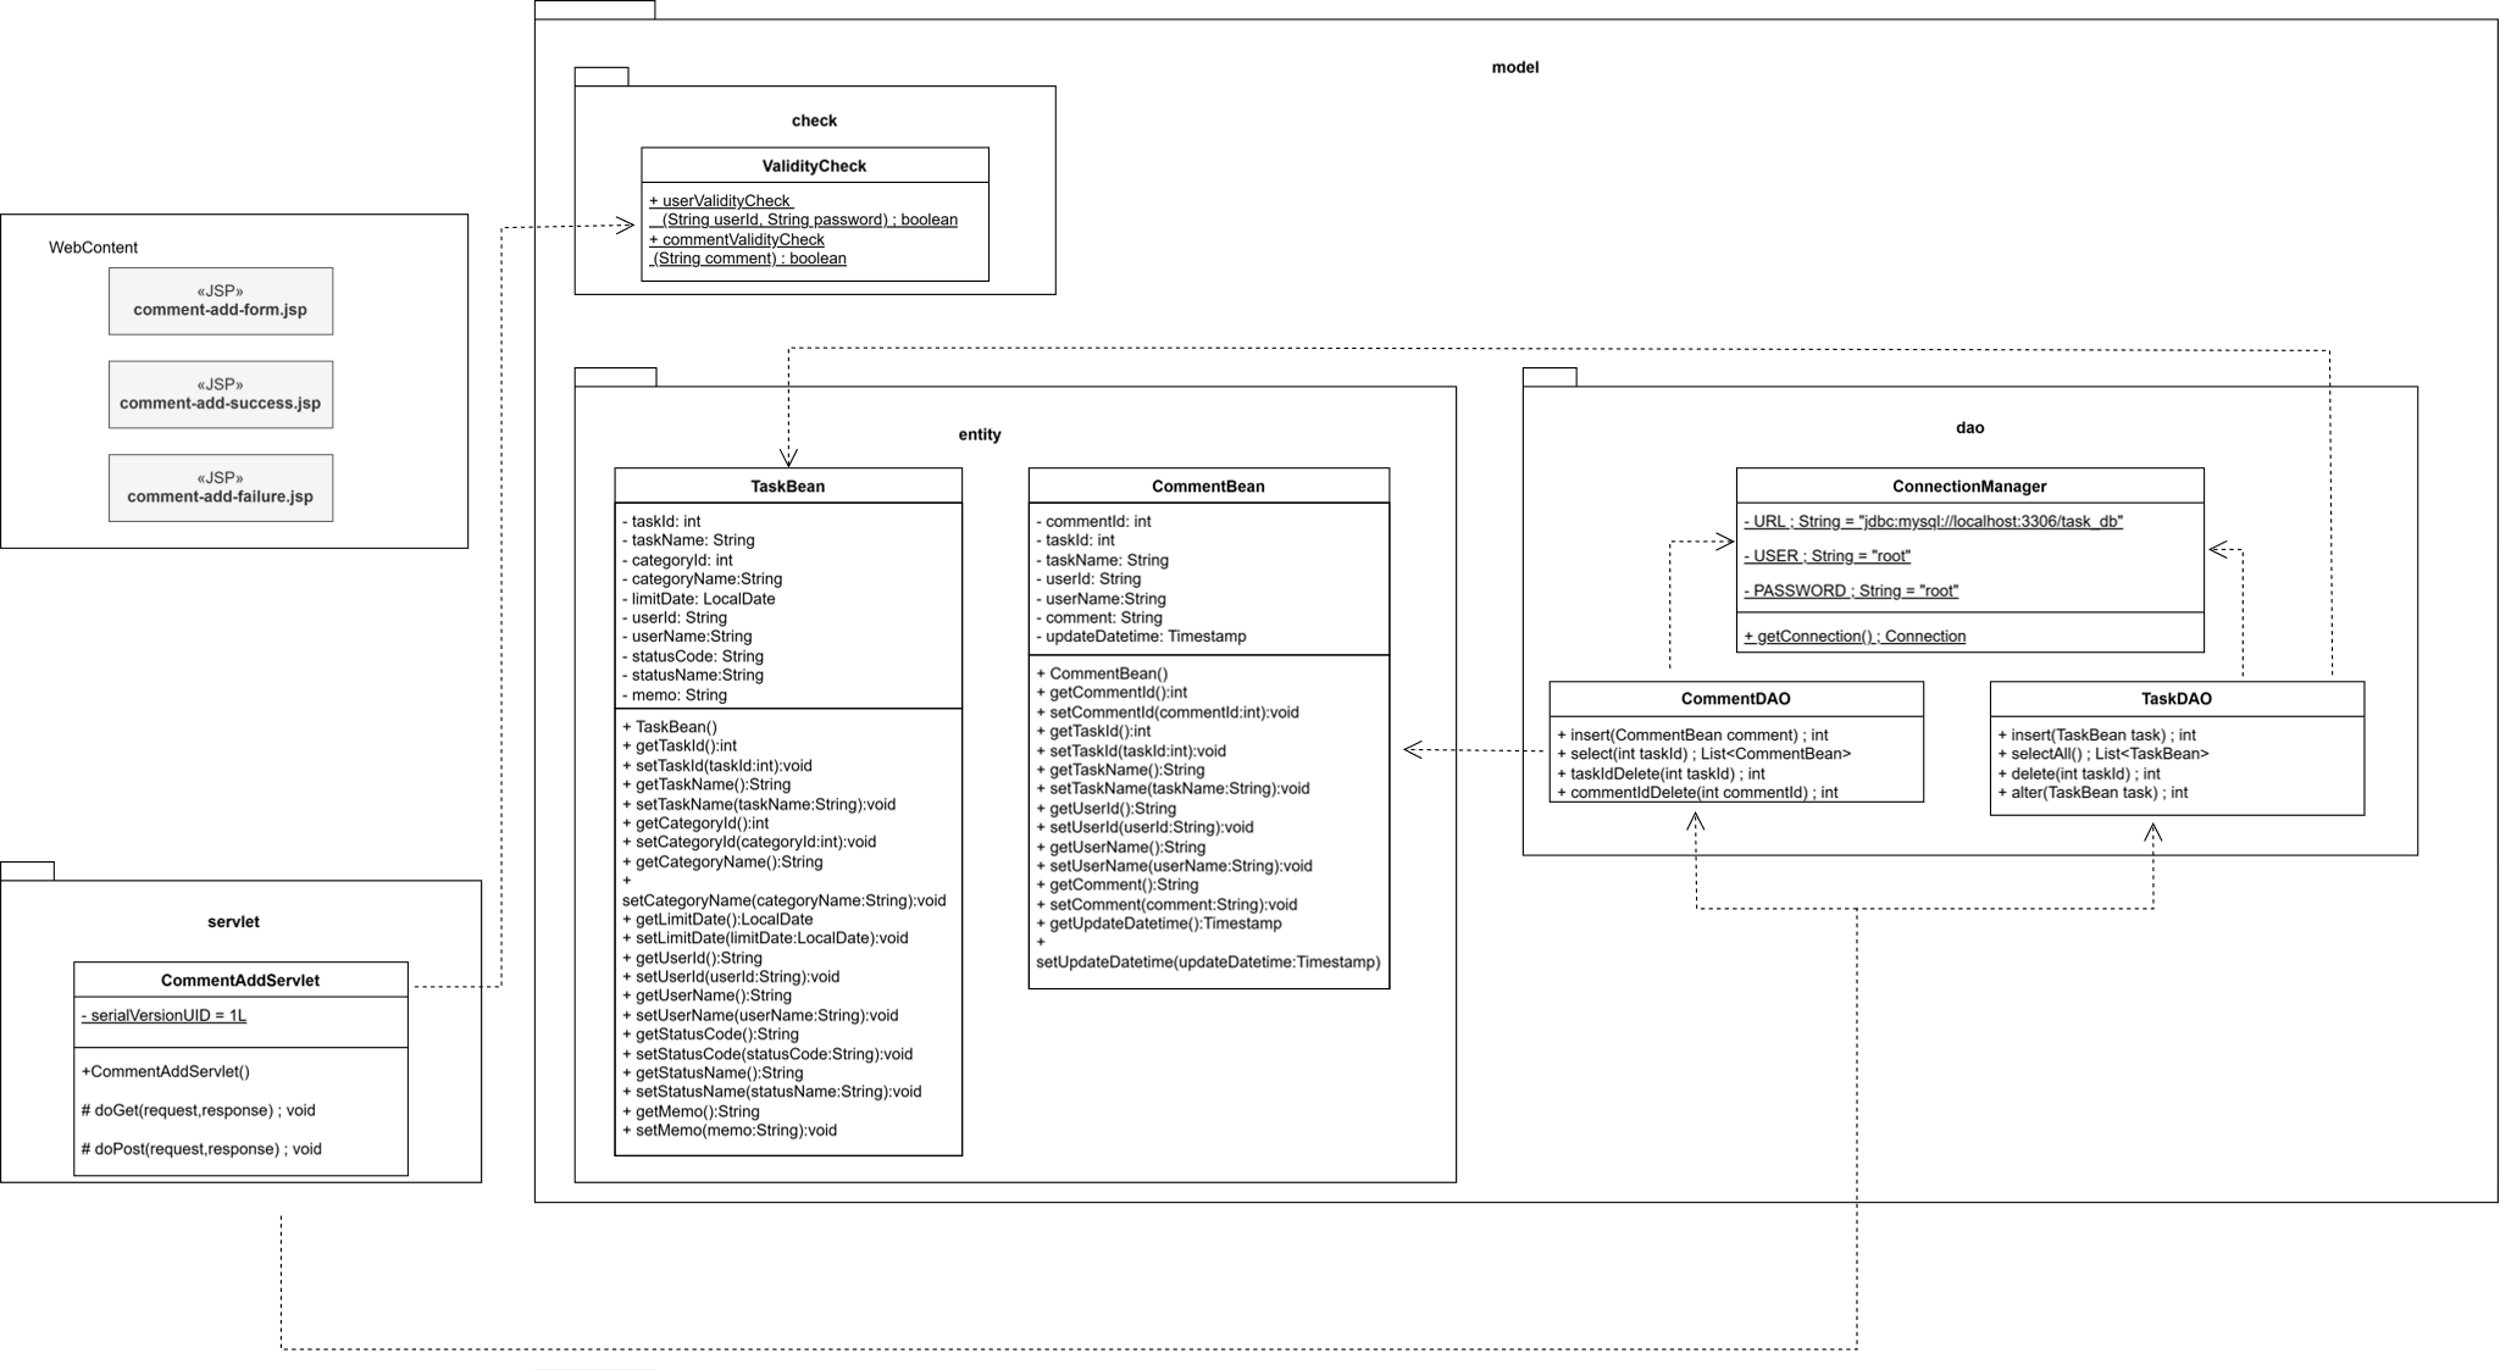 model
check
ValidityCheck
+ userValidityCheck
(String userId, String password) ; boolean
+ commentValidityCheck
(String comment) : boolean
WebContent
«JSP»
comment-add-form.jsp
«JSP»
comment-add-success.jsp
«JSP»
comment-add-failure.jsp
entity
TaskBean
- taskId: int
- taskName: String
- categoryId: int
- categoryName:String
- limitDate: LocalDate
- userId: String
- userName:String
- statusCode: String
- statusName:String
- memo: String
+ TaskBean()
+ getTaskId():int
+ setTaskId(taskId:int):void
+ getTaskName():String
+ setTaskName(taskName:String):void
+ getCategoryId():int
+ setCategoryId(categoryId:int):void
+ getCategoryName():String
+
setCategoryName(categoryName:String):void
+ getLimitDate():LocalDate
+ setLimitDate(limitDate:LocalDate):void
+ getUserId():String
+ setUserId(userId:String):void
+ getUserName():String
+ setUserName(userName:String):void
+ getStatusCode():String
+ setStatusCode(statusCode:String):void
+ getStatusName():String
+ setStatusName(statusName:String):void
+ getMemo():String
+ setMemo(memo:String):void
CommentBean
- commentId: int
- taskId: int
- taskName: String
- userId: String
- userName:String
- comment: String
- updateDatetime: Timestamp
+ CommentBean()
+ getCommentId():int
+ setCommentId(commentId:int):void
+ getTaskId():int
+ setTaskId(taskId:int):void
+ getTaskName():String
+ setTaskName(taskName:String):void
+ getUserId():String
+ setUserId(userId:String):void
+ getUserName():String
+ setUserName(userName:String):void
+ getComment():String
+ setComment(comment:String):void
+ getUpdateDatetime():Timestamp
+
setUpdateDatetime(updateDatetime:Timestamp)
dao
ConnectionManager
- URL ; String = "jdbc:mysql://localhost:3306/task_db"
- USER ; String = "root"
- PASSWORD ; String = "root"
+ getConnection() ; Connection
CommentDAO
+ insert(CommentBean comment) ; int
+ select(int taskId) ; List<CommentBean>
+ taskIdDelete(int taskId) ; int
+ commentIdDelete(int commentId) ; int
TaskDAO
+ insert(TaskBean task) ; int
+ selectAll() ; List<TaskBean>
+ delete(int taskId) ; int
+ alter(TaskBean task) ; int
servlet
CommentAddServlet
- serialVersionUID = 1L
+CommentAddServlet()
# doGet(request,response) ; void
# doPost(request,response) ; void